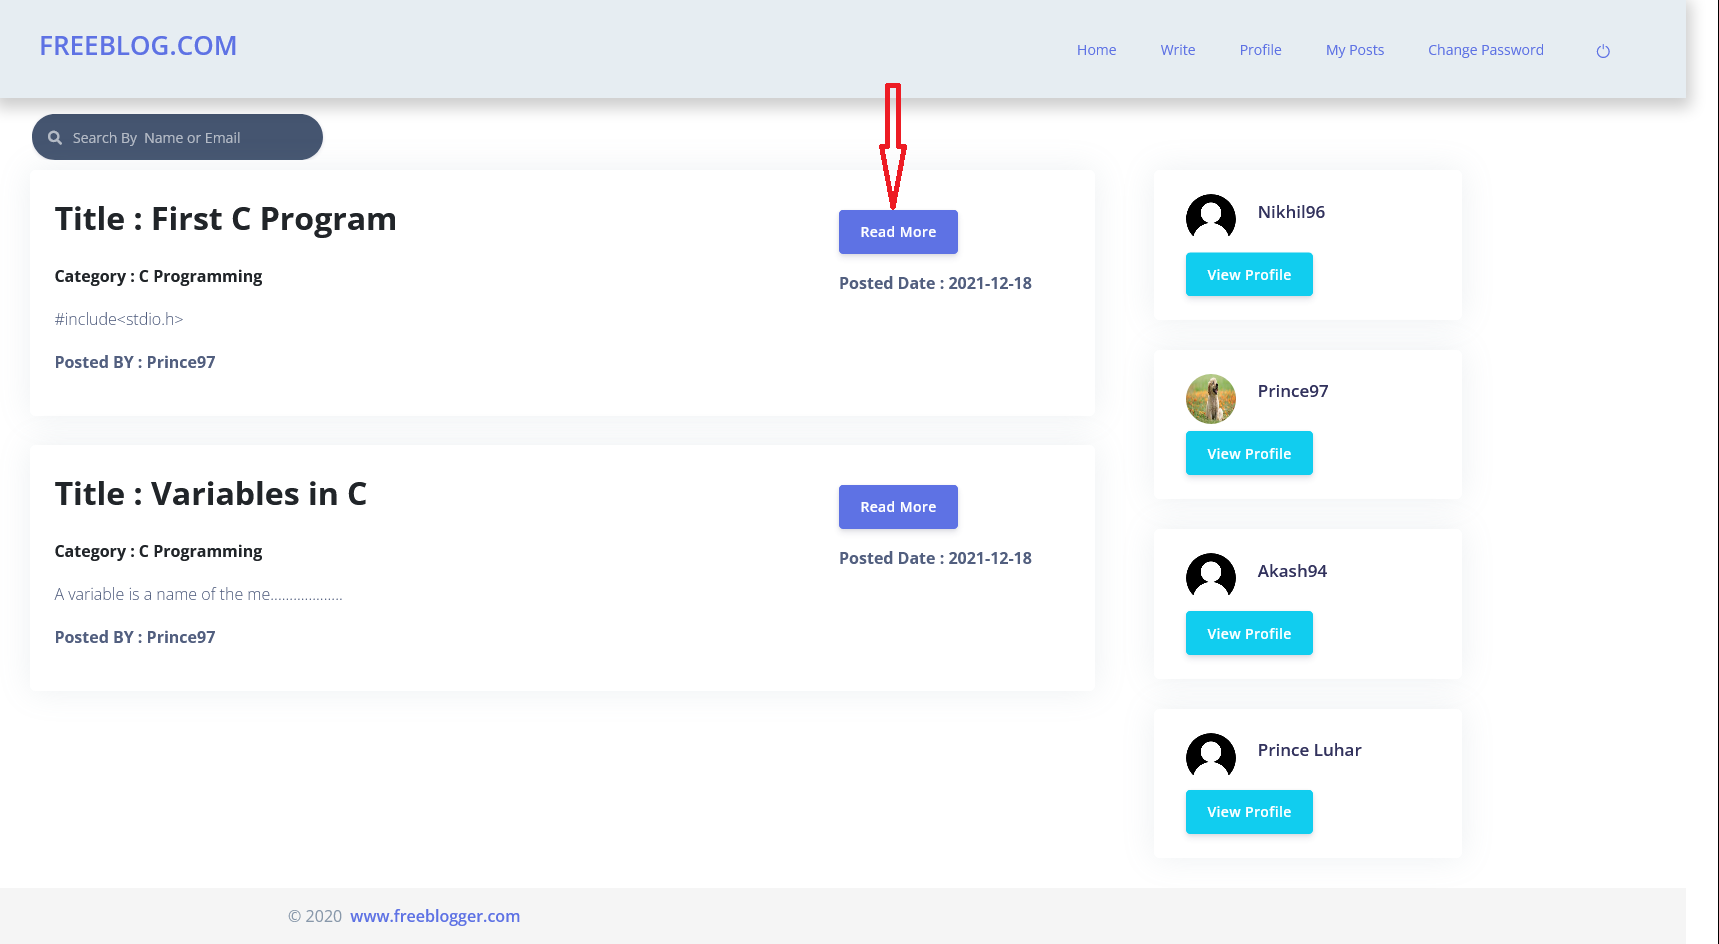 FREEBLOG.COM
Home Write Profile My Posts Change Password
Search By Name or Email
Title : First C Program
Read More
Category : C Programming
Posted Date : 2021-12-18
#include<stdio.h>
Posted BY : Prince97
Title : Variables in C
Read More
Category : C Programming
Posted Date : 2021-12-18
A variable is a name of the me...................
Posted BY : Prince97
Nikhil96
View Profile
Prince97
View Profile
Akash94
View Profile
Prince Luhar
View Profile
© 2020 www.freeblogger.com